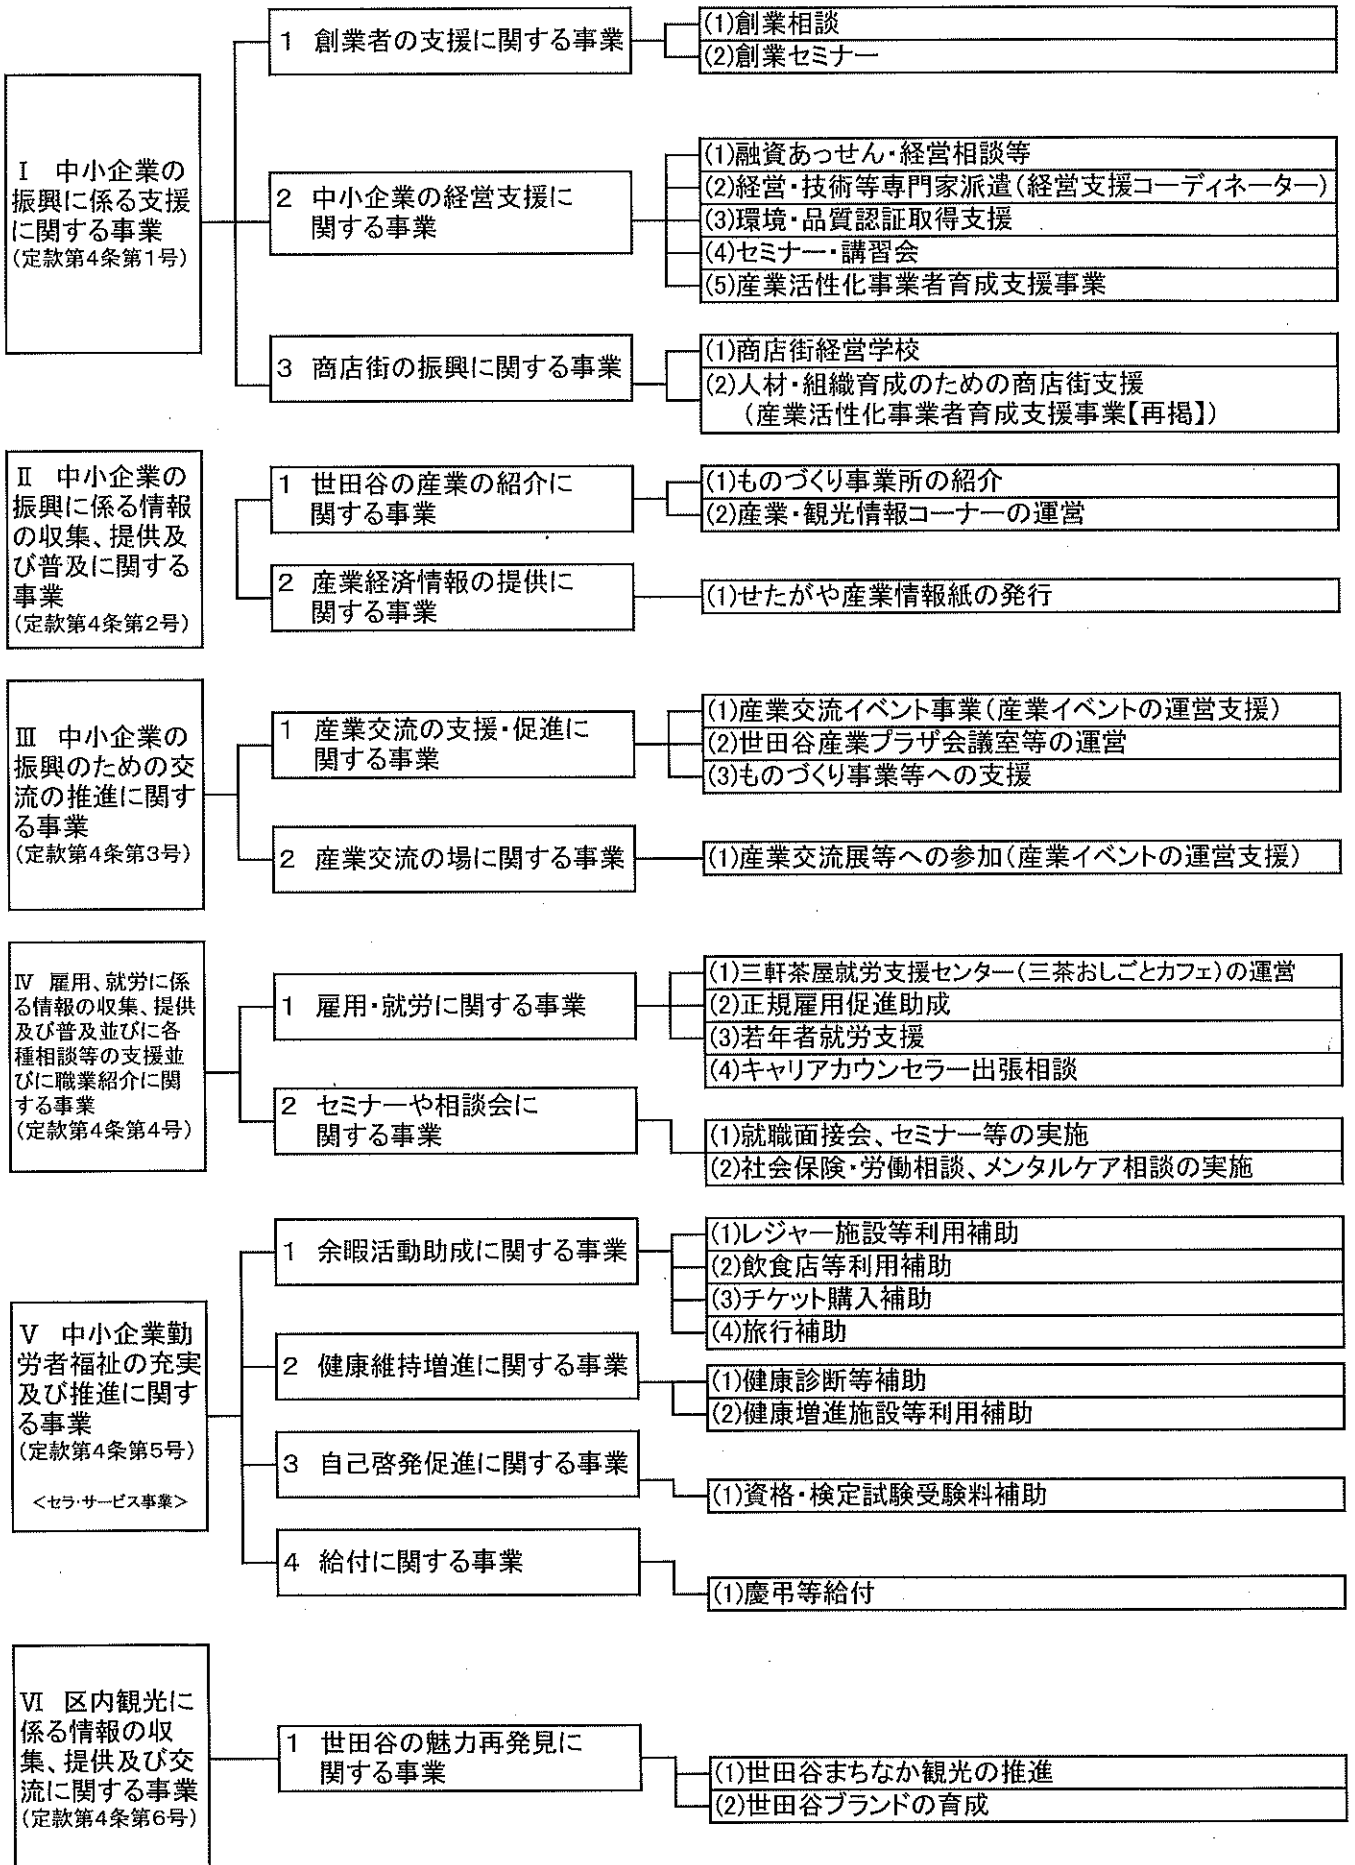 Ⅰ 中小企業の
振興に係る支援
に関する事業
(定款第4条第1号)
1 創業者の支援に関する事業
(1)創業相談
(2)創業セミナー
2 中小企業の経営支援に
関する事業
(1)融資あっせん・経営相談等
(2)経営・技術等専門家派遣(経営支援コーディネーター)
(3)環境・品質認証取得支援
(4)セミナー・講習会
(5)産業活性化事業者育成支援事業
3 商店街の振興に関する事業
(1)商店街経営学校
(2)人材・組織育成のための商店街支援
(産業活性化事業者育成支援事業【再掲】)
Ⅱ 中小企業の
振興に係る情報
の収集、提供及
び普及に関する
事業
(定款第4条第2号)
1 世田谷の産業の紹介に
関する事業
(1)ものづくり事業所の紹介
(2)産業・観光情報コーナーの運営
2 産業経済情報の提供に
関する事業
(1)せたがや産業情報紙の発行
Ⅲ 中小企業の
振興のための交
流の推進に関す
る事業
(定款第4条第3号)
1 産業交流の支援・促進に
関する事業
(1)産業交流イベント事業(産業イベントの運営支援)
(2)世田谷産業プラザ会議室等の運営
(3)ものづくり事業等への支援
2 産業交流の場に関する事業
(1)産業交流展等への参加(産業イベントの運営支援)
Ⅳ 雇用、就労に係
る情報の収集、提供
及び普及並びに各
種相談等の支援並
びに職業紹介に関
する事業
(定款第4条第4号)
1 雇用・就労に関する事業
(1)三軒茶屋就労支援センター(三茶おしごとカフェ)の運営
(2)正規雇用促進助成
(3)若年者就労支援
(4)キャリアカウンセラー出張相談
2 セミナーや相談会に
関する事業
(1)就職面接会、セミナー等の実施
(2)社会保険・労働相談、メンタルケア相談の実施
Ⅴ 中小企業勤
労者福祉の充実
及び推進に関す
る事業
(定款第4条第5号)
<セラ・サービス事業>
1 余暇活動助成に関する事業
(1)レジャー施設等利用補助
(2)飲食店等利用補助
(3)チケット購入補助
(4)旅行補助
2 健康維持増進に関する事業
(1)健康診断等補助
(2)健康増進施設等利用補助
3 自己啓発促進に関する事業
(1)資格・検定試験受験料補助
4 給付に関する事業
(1)慶弔等給付
Ⅵ 区内観光に
係る情報の収
集、提供及び交
流に関する事業
(定款第4条第6号)
1 世田谷の魅力再発見に
関する事業
(1)世田谷まちなか観光の推進
(2)世田谷ブランドの育成